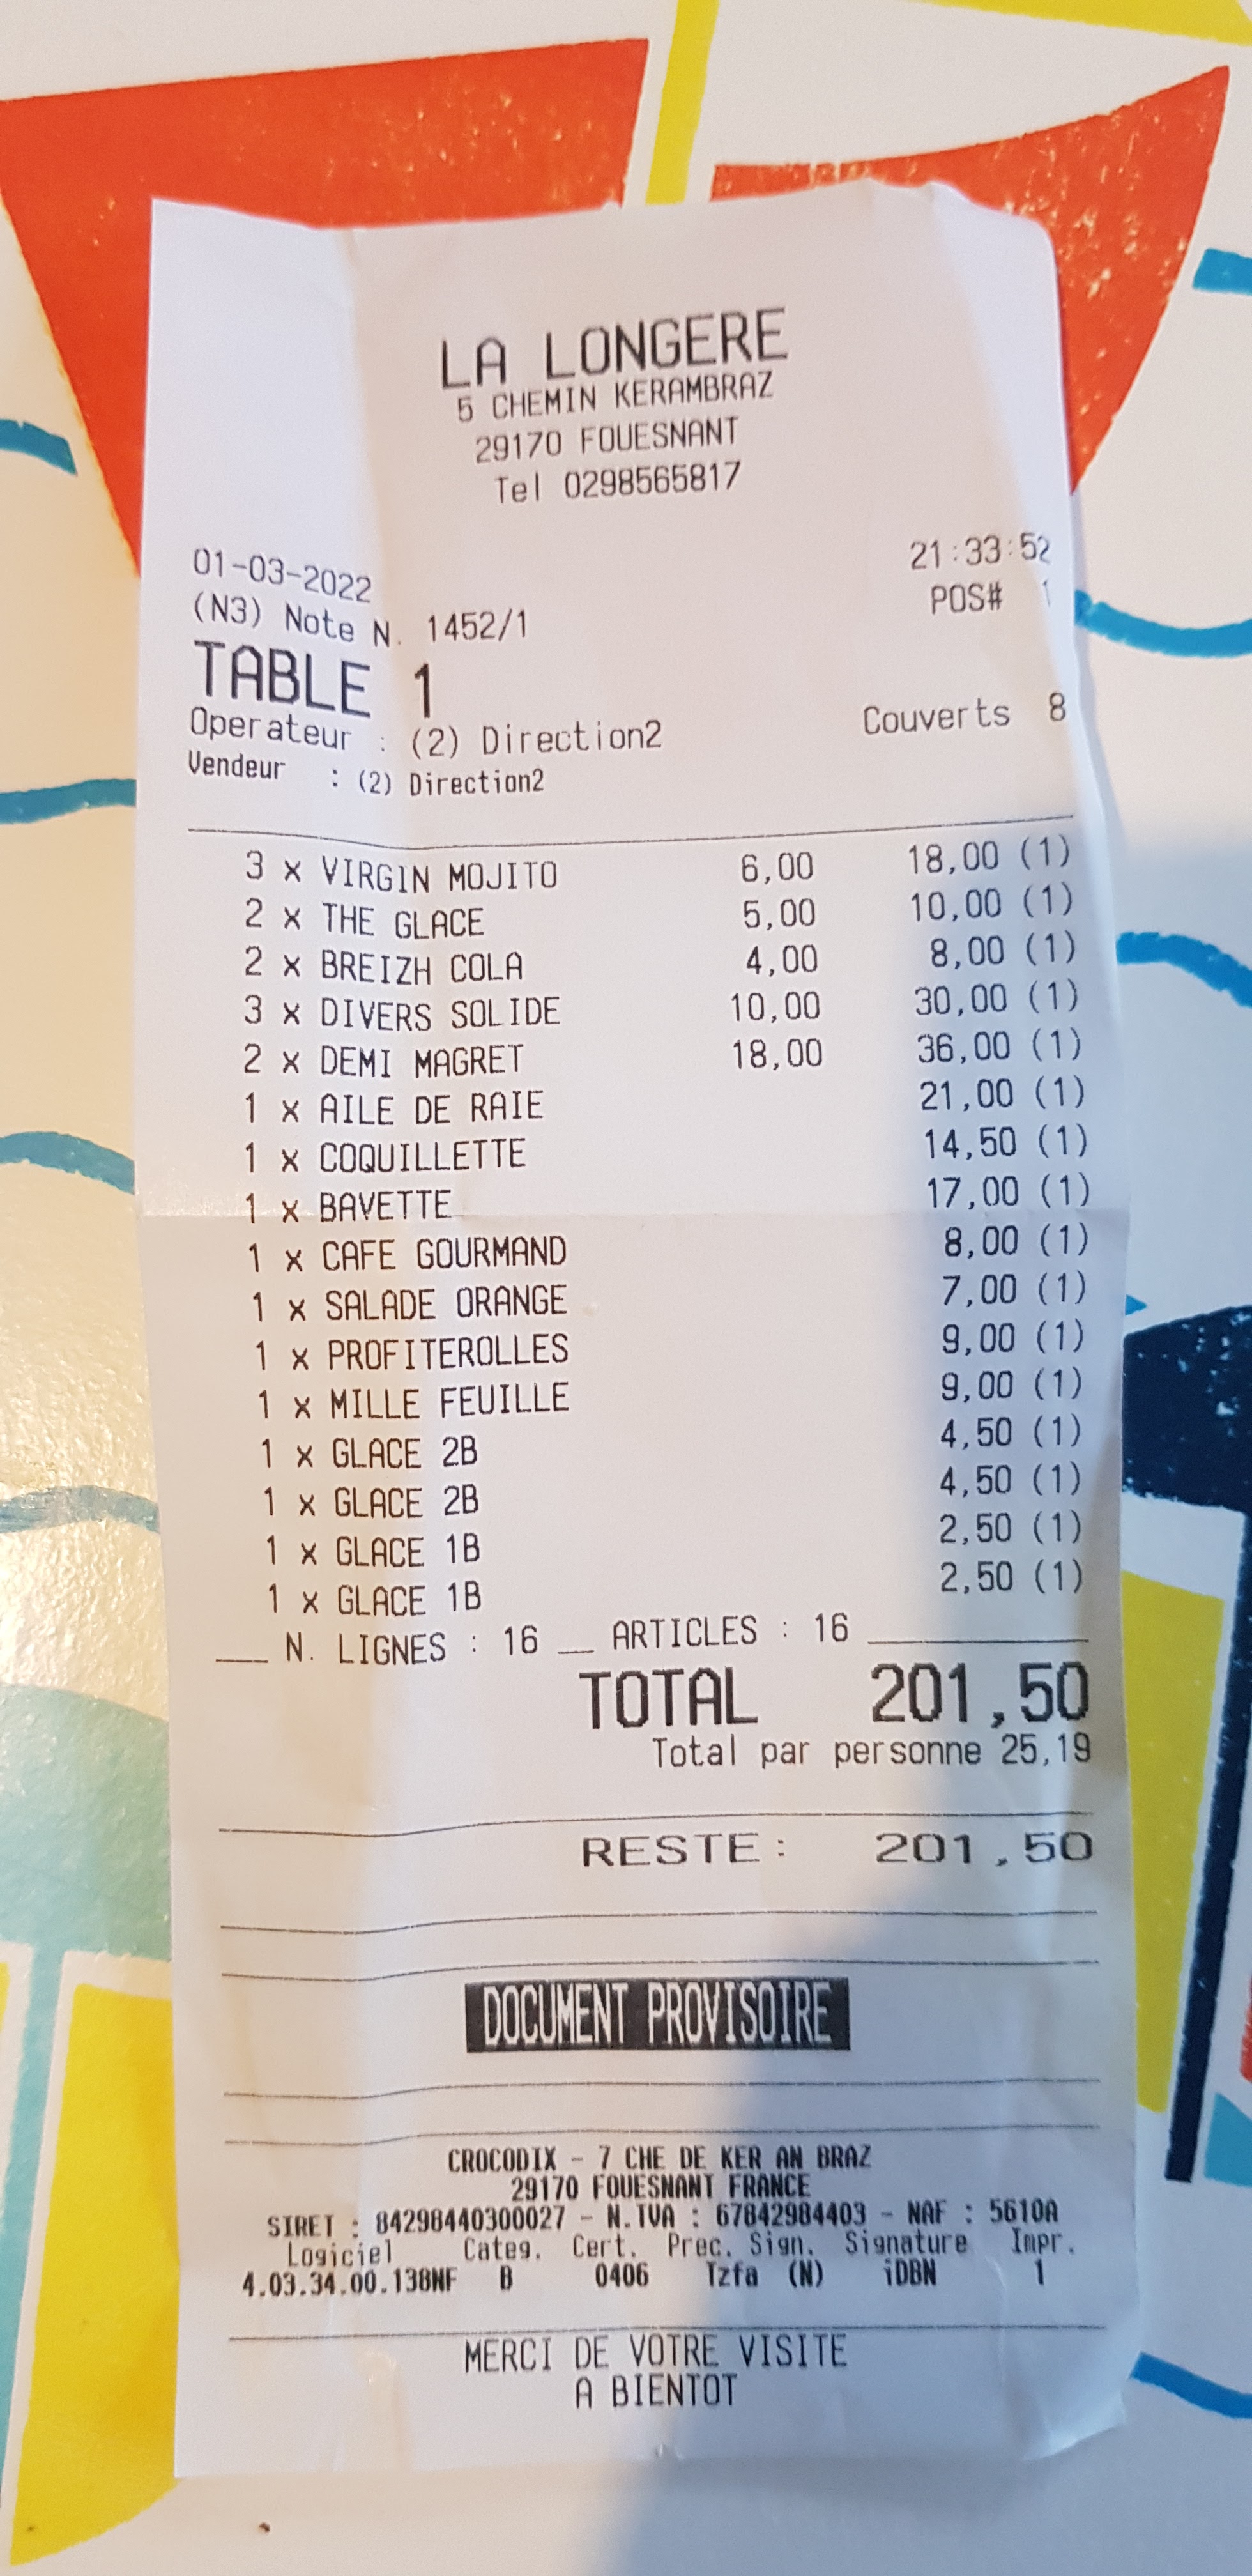 LA LONGERE
5 CHEMIN KERAMBRAZ
29170 FOUESNANT
Tel 0298565817
01-03-2022 21:33:52
(N3) Note N. 1452/1 POS# 1
TABLE 1
Operateur : (2) Direction2 Couverts 8
Vendeur : (2) Direction2
3 x VIRGIN MOJITO 6,00 18,00 (1)
2 x THE GLACE 5,00 10,00 (1)
2 x BREIZH COLA 4,00 8,00 (1)
3 x DIVERS SOLIDE 10,00 30,00 (1)
2 x DEMI MAGRET 18,00 36,00 (1)
1 x AILE DE RAIE 21,00 (1)
1 x COQUILLETTE 14,50 (1)
1 x BAVETTE 17,00 (1)
1 x CAFE GOURMAND 8,00 (1)
1 x SALADE ORANGE 7,00 (1)
1 x PROFITEROLLES 9,00 (1)
1 x MILLE FEUILLE 9,00 (1)
1 x GLACE 2B 4,50 (1)
1 x GLACE 2B 4,50 (1)
1 x GLACE 1B 2,50 (1)
1 x GLACE 1B 2,50 (1)
___ N. LIGNES : 16 __ ARTICLES : 16 ____________
TOTAL 201,50
Total par personne 25,19
RESTE: 201,50
DOCUMENT PROVISOIRE
CROCODIX - 7 CHE DE KER AN BRAZ
29170 FOUESNANT FRANCE
SIRET : 84298440300027 - N.TVA : 67842984403 - NAF : 5610A
Logiciel Categ. Cert. Prec. Sign. Signature Impr.
4.03.34.00.138NF B 0406 Izfa (N) iDBN 1
MERCI DE VOTRE VISITE
A BIENTOT